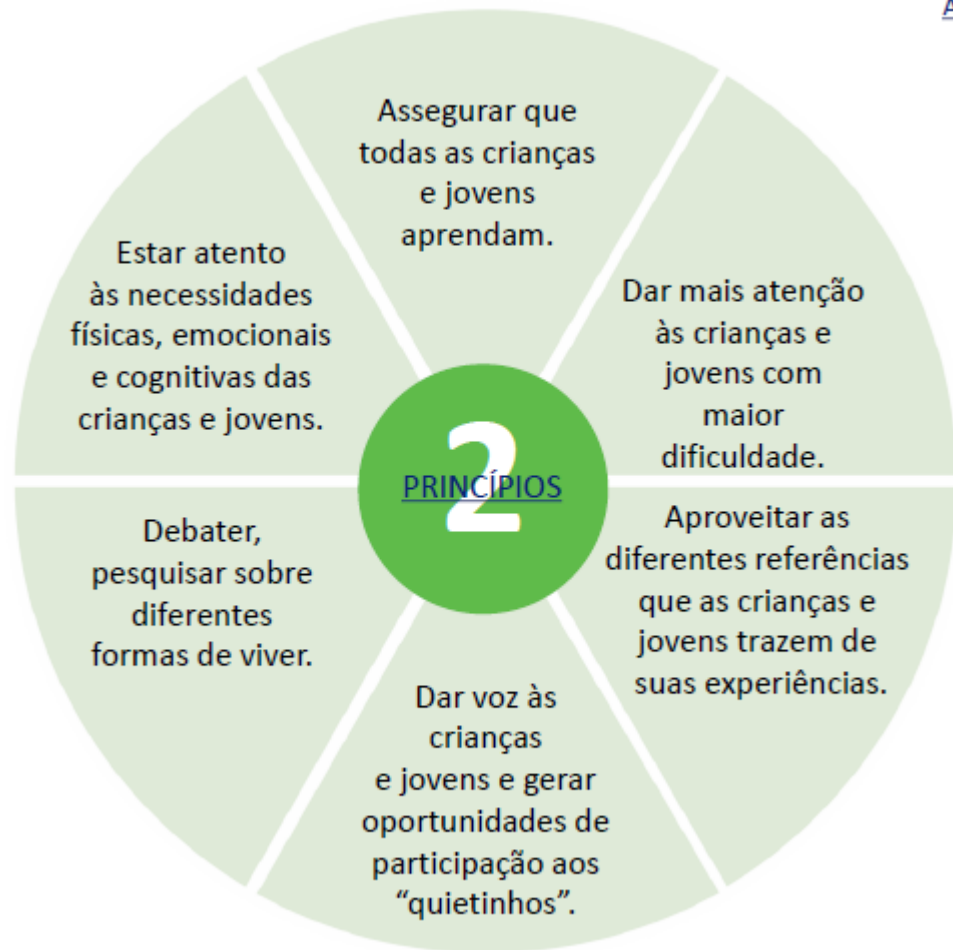 A
Assegurar que
todas as crianças
e jovens
aprendam.
Dar mais atenção
às crianças e
jovens com
maior
dificuldade.
Aproveitar as
diferentes referências
que as crianças e
jovens trazem de
suas experiências.
Dar voz às
crianças
e jovens e gerar
oportunidades de
participação aos
“quietinhos”.
Debater,
pesquisar sobre
diferentes
formas de viver.
Estar atento
às necessidades
físicas, emocionais
e cognitivas das
crianças e jovens.
2
PRINCÍPIOS